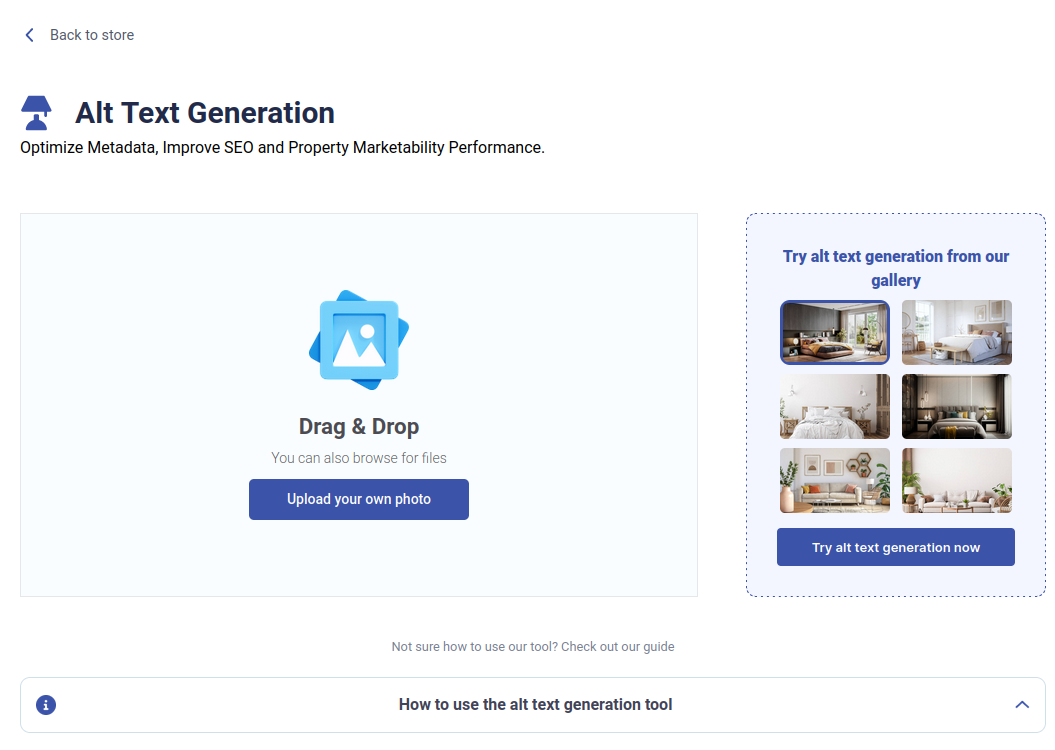 Back to store
Alt Text Generation
Optimize Metadata, Improve SEO and Property Marketability Performance.
Drag & Drop
You can also browse for files
Upload your own photo
Try alt text generation from our
gallery
Try alt text generation now
Not sure how to use our tool? Check out our guide
How to use the alt text generation tool